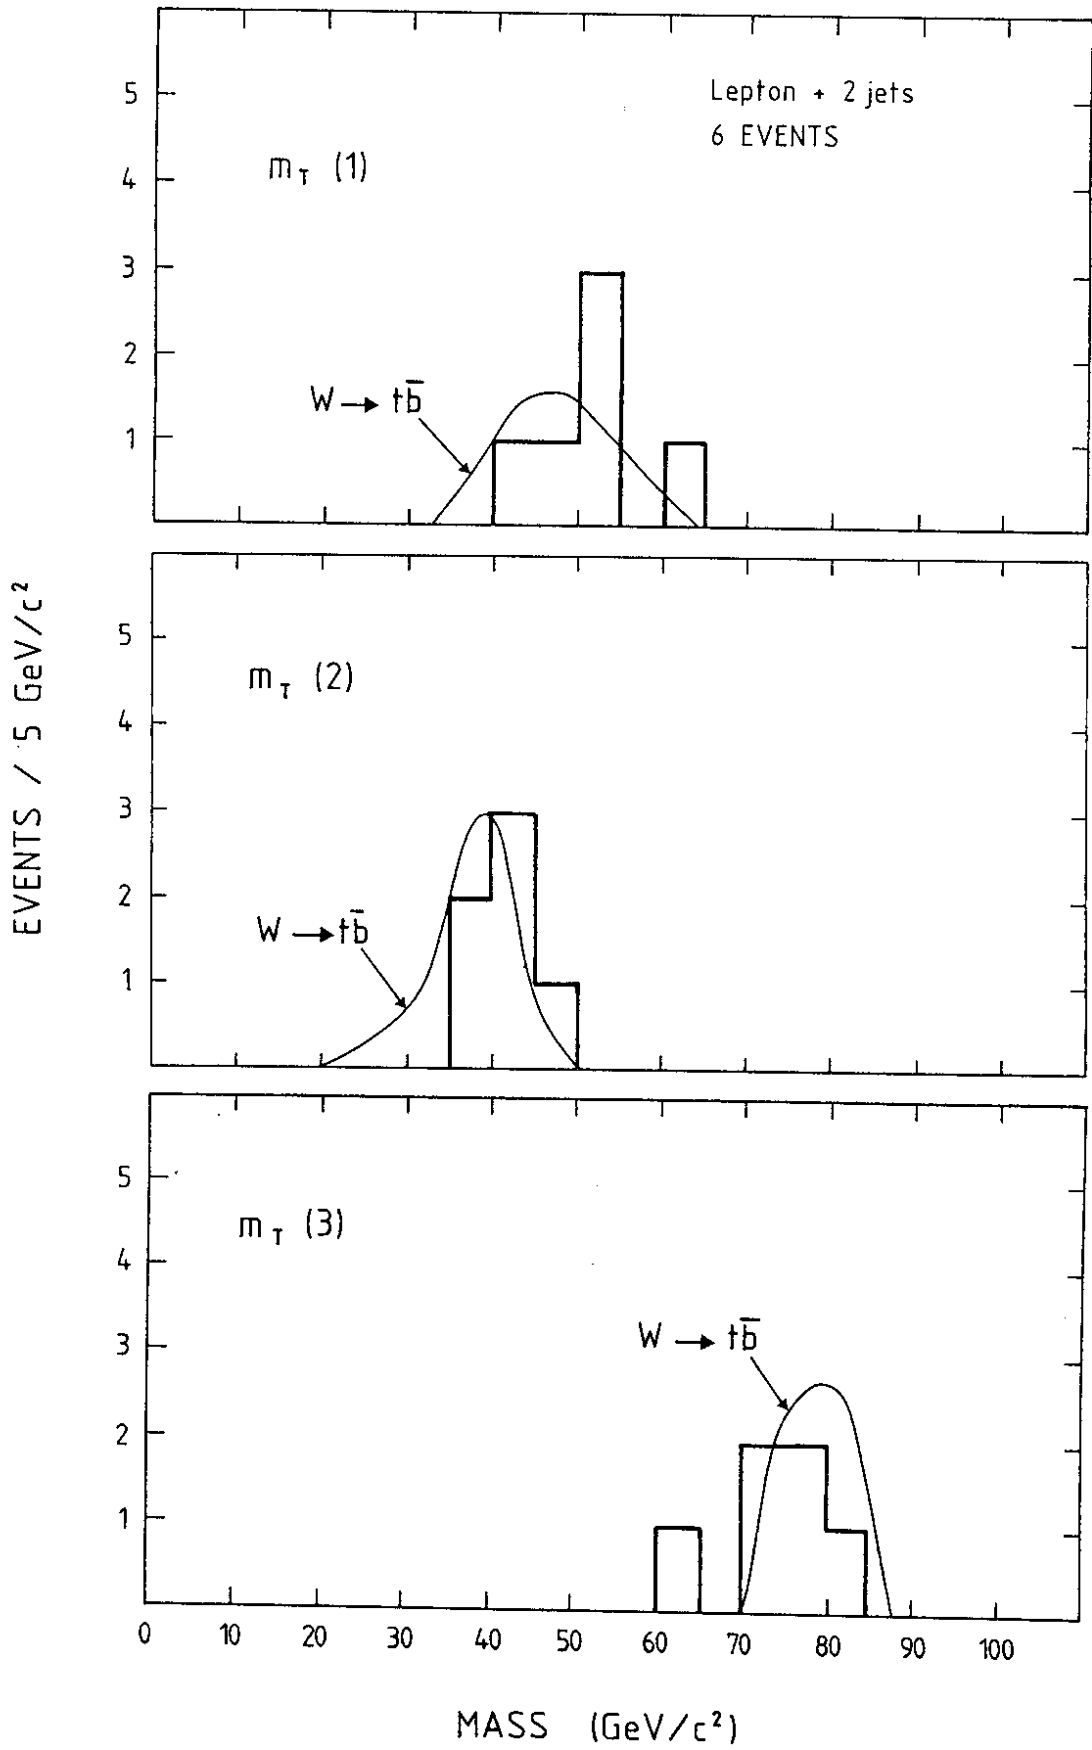 Lepton + 2 jets
6 EVENTS
m_T (1)
5
4
3
2
1
W → tb̄
m_T (2)
5
4
3
2
1
W → tb̄
m_T (3)
5
4
3
2
1
W → tb̄
0 10 20 30 40 50 60 70 80 90 100
MASS (GeV/c²)
EVENTS / 5 GeV/c²